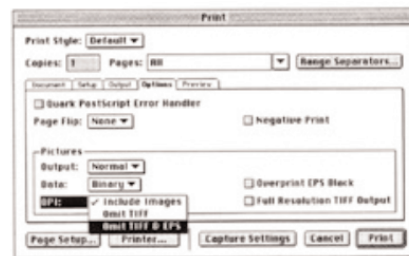 Print
Print Style: Default
Copies: 1 Pages: All Range Separators...
Document Setup Output Options Preview
Quark PostScript Error Handler
Page Flip: None Negative Print
Pictures
Output: Normal
Data: Binary Overprint EPS Black
OPI: ✓ Include Images Full Resolution TIFF Output
Omit TIFF
Omit TIFF & EPS
Page Setup... Printer... Capture Settings Cancel Print